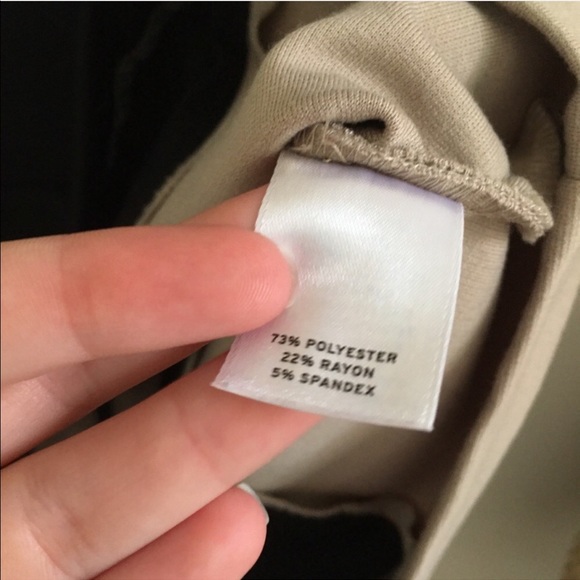 73% POLYESTER
22% RAYON
5% SPANDEX